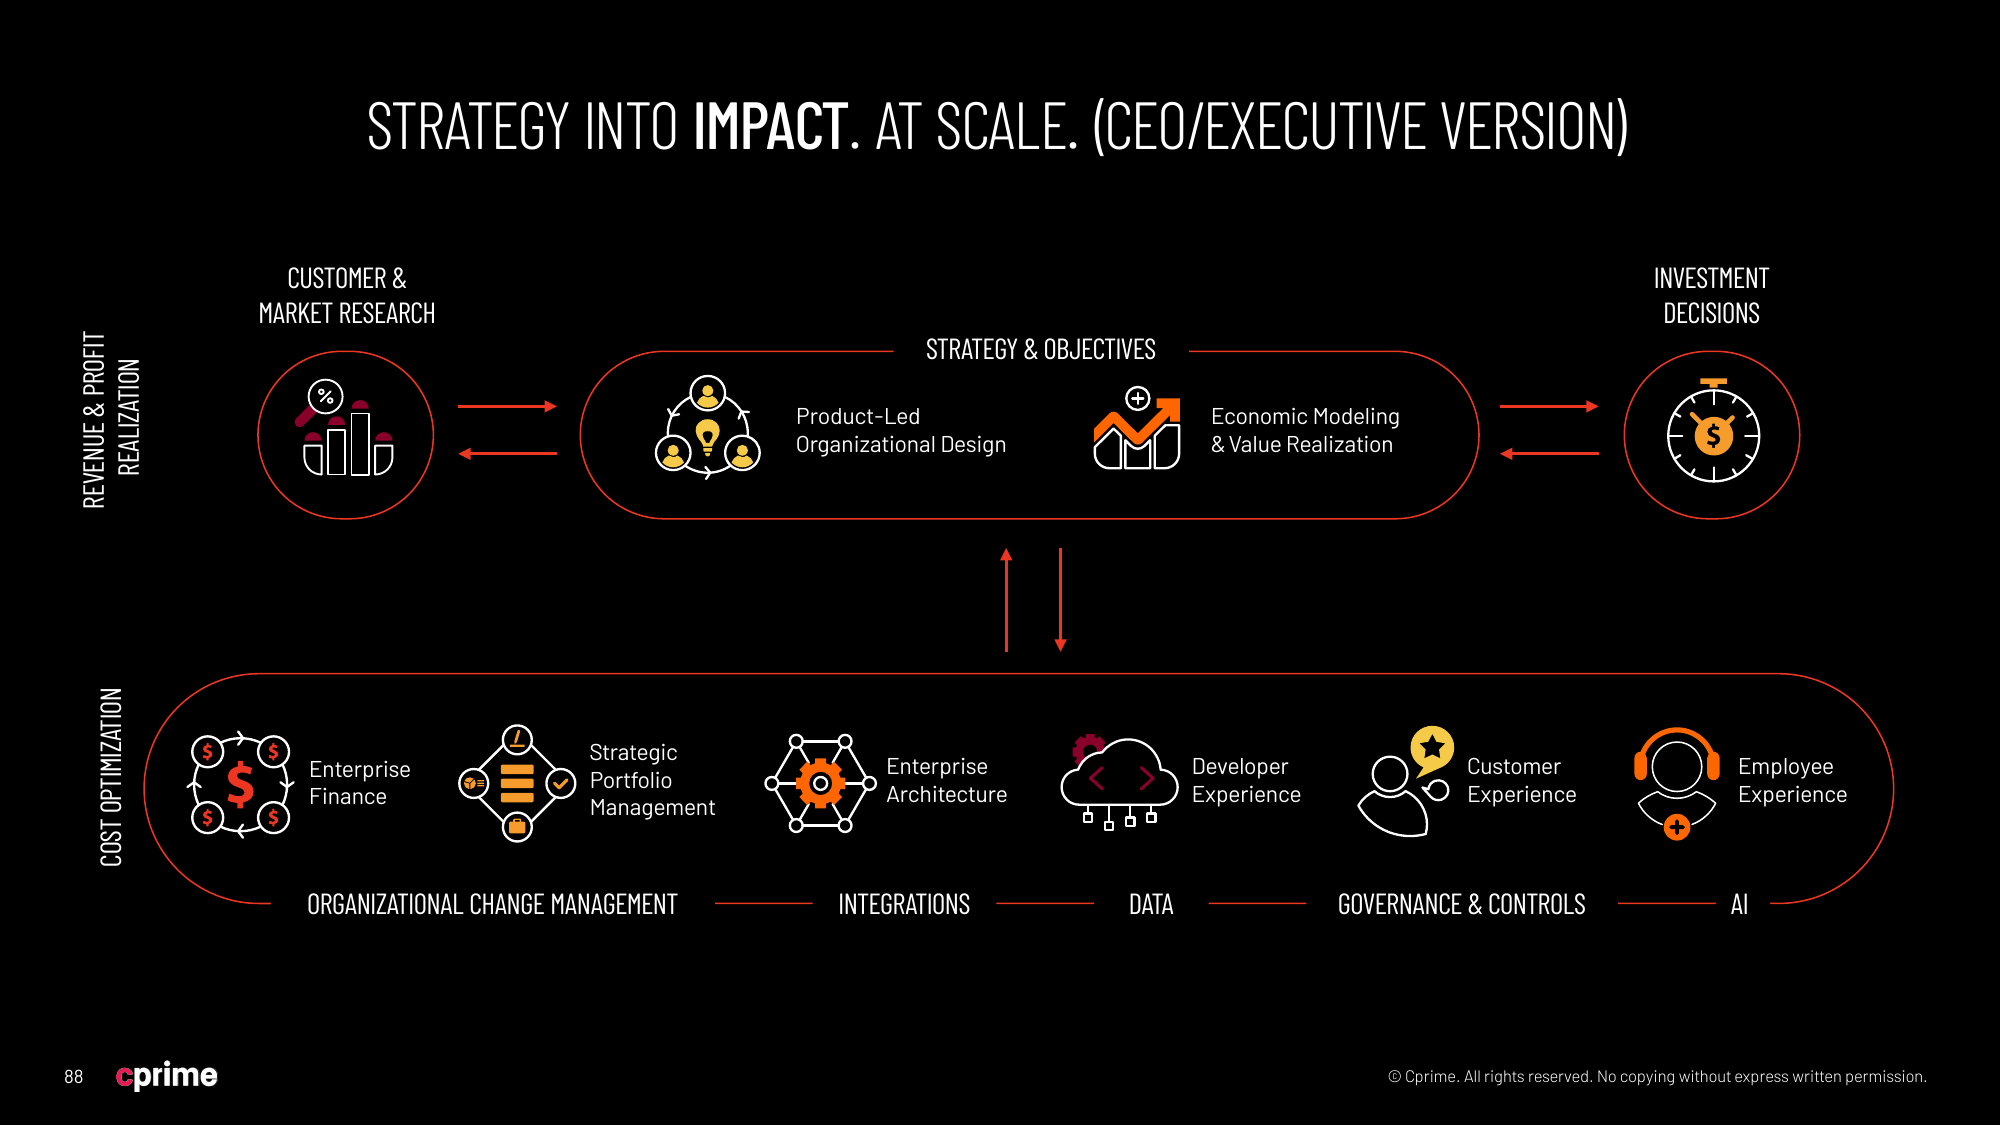 STRATEGY INTO IMPACT. AT SCALE. (CEO/EXECUTIVE VERSION)
REVENUE & PROFIT
REALIZATION
CUSTOMER &
MARKET RESEARCH
%
STRATEGY & OBJECTIVES
Product-Led
Organizational Design
Economic Modeling
& Value Realization
INVESTMENT
DECISIONS
$
COST OPTIMIZATION
$ $
$
$ $
Enterprise
Finance
Strategic
Portfolio
Management
Enterprise
Architecture
Developer
Experience
Customer
Experience
Employee
Experience
ORGANIZATIONAL CHANGE MANAGEMENT
INTEGRATIONS
DATA
GOVERNANCE & CONTROLS
AI
88
cprime
© Cprime. All rights reserved. No copying without express written permission.